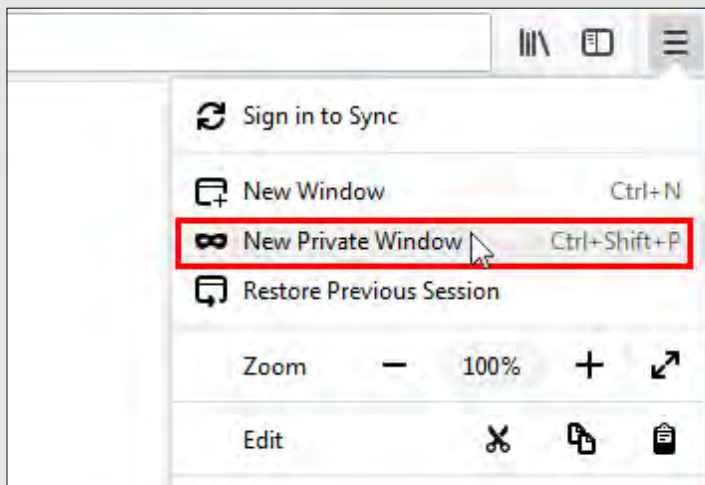 Sign in to Sync
New Window Ctrl+N
New Private Window Ctrl+Shift+P
Restore Previous Session
Zoom 100%
Edit